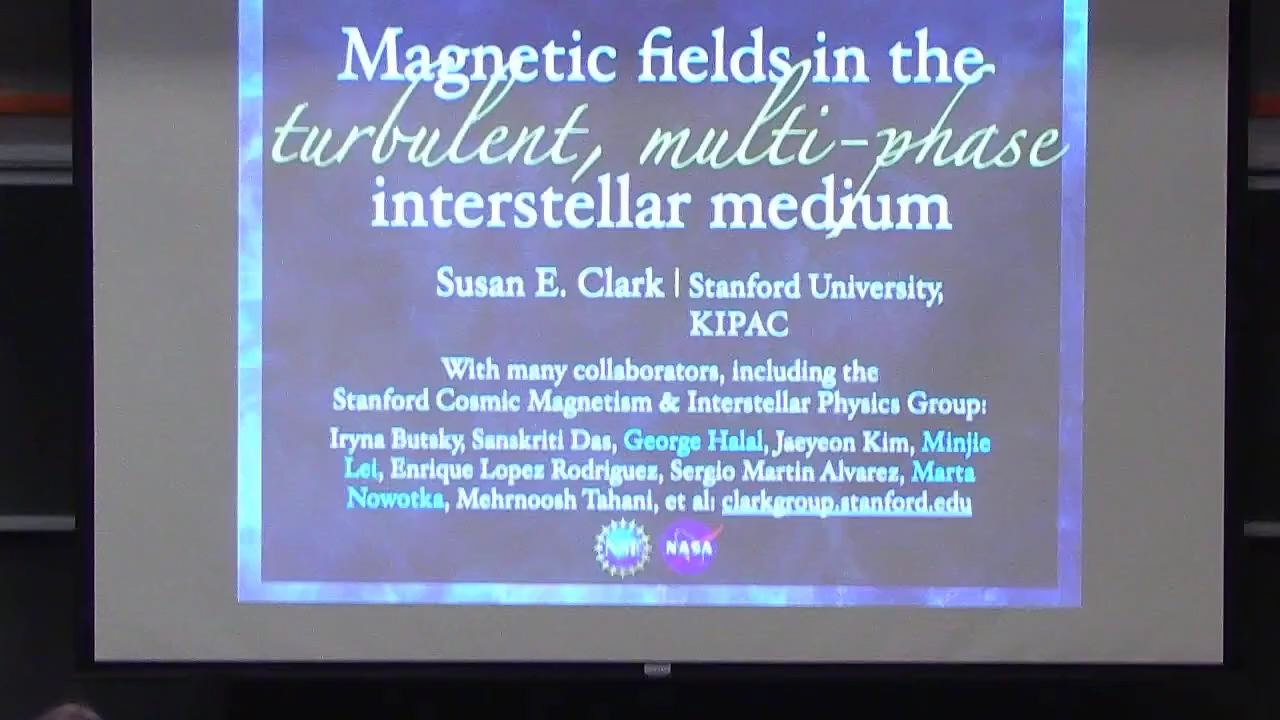 Magnetic fields in the
turbulent, multi-phase
interstellar medium
Susan E. Clark | Stanford University,
KIPAC
With many collaborators, including the
Stanford Cosmic Magnetism & Interstellar Physics Group:
Iryna Butsky, Sanskriti Das, George Halal, Jaeyeon Kim, Minjie
Lei, Enrique Lopez Rodriguez, Sergio Martin Alvarez, Marta
Nowotka, Mehrnoosh Tahani, et al: clarkgroup.stanford.edu
NSF NASA